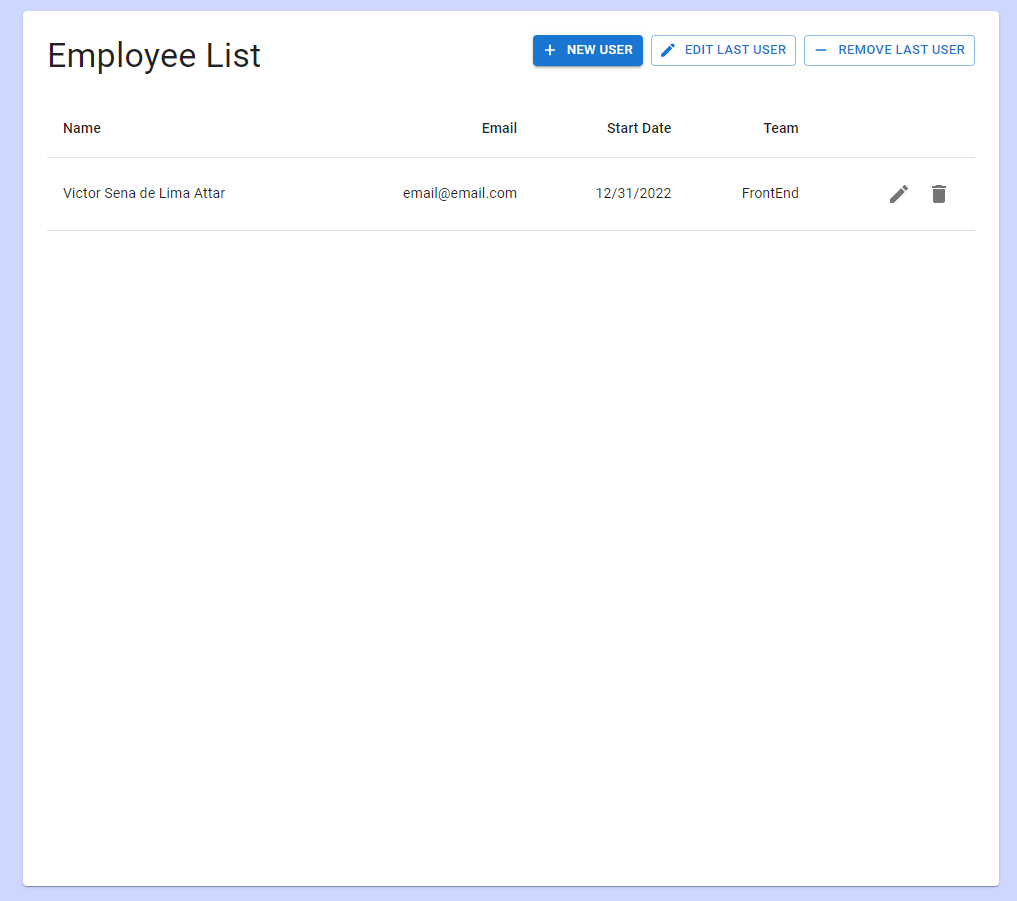 Employee List
NEW USER
EDIT LAST USER
REMOVE LAST USER
Name Email Start Date Team
Victor Sena de Lima Attar email@email.com 12/31/2022 FrontEnd